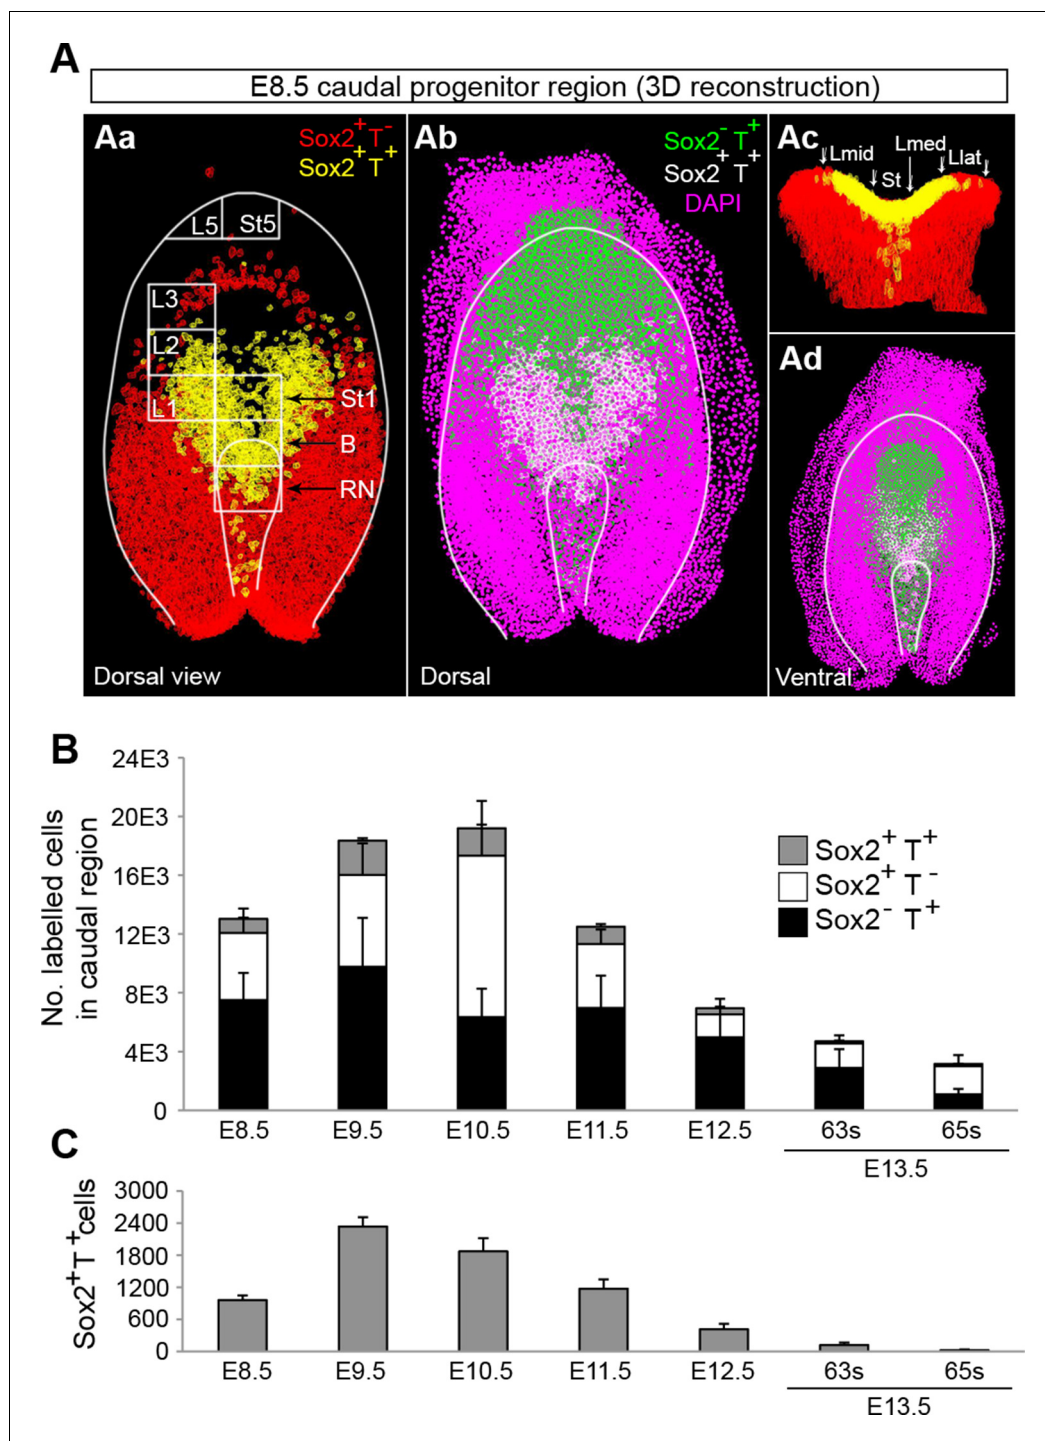 A
E8.5 caudal progenitor region (3D reconstruction)
Aa
Sox2+T-
Sox2+T+
L5
St5
L3
L2
L1
St1
B
RN
Dorsal view
Ab
Sox2-T+
Sox2+T+
DAPI
Dorsal
Ac
Lmid
Lmed
St
Llat
Ad
Ventral
B
No. labelled cells
in caudal region
24E3
20E3
16E3
12E3
8E3
4E3
0
Sox2+ T+
Sox2+ T-
Sox2- T+
E8.5
E9.5
E10.5
E11.5
E12.5
63s
65s
E13.5
C
Sox2+T+cells
3000
2400
1800
1200
600
0
E8.5
E9.5
E10.5
E11.5
E12.5
63s
65s
E13.5